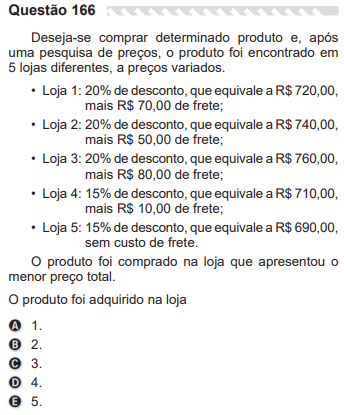 Questão 166
Deseja-se comprar determinado produto e, após
uma pesquisa de preços, o produto foi encontrado em
5 lojas diferentes, a preços variados.
• Loja 1: 20% de desconto, que equivale a R$ 720,00,
mais R$ 70,00 de frete;
• Loja 2: 20% de desconto, que equivale a R$ 740,00,
mais R$ 50,00 de frete;
• Loja 3: 20% de desconto, que equivale a R$ 760,00,
mais R$ 80,00 de frete;
• Loja 4: 15% de desconto, que equivale a R$ 710,00,
mais R$ 10,00 de frete;
• Loja 5: 15% de desconto, que equivale a R$ 690,00,
sem custo de frete.
O produto foi comprado na loja que apresentou o
menor preço total.
O produto foi adquirido na loja
A 1.
B 2.
C 3.
D 4.
E 5.